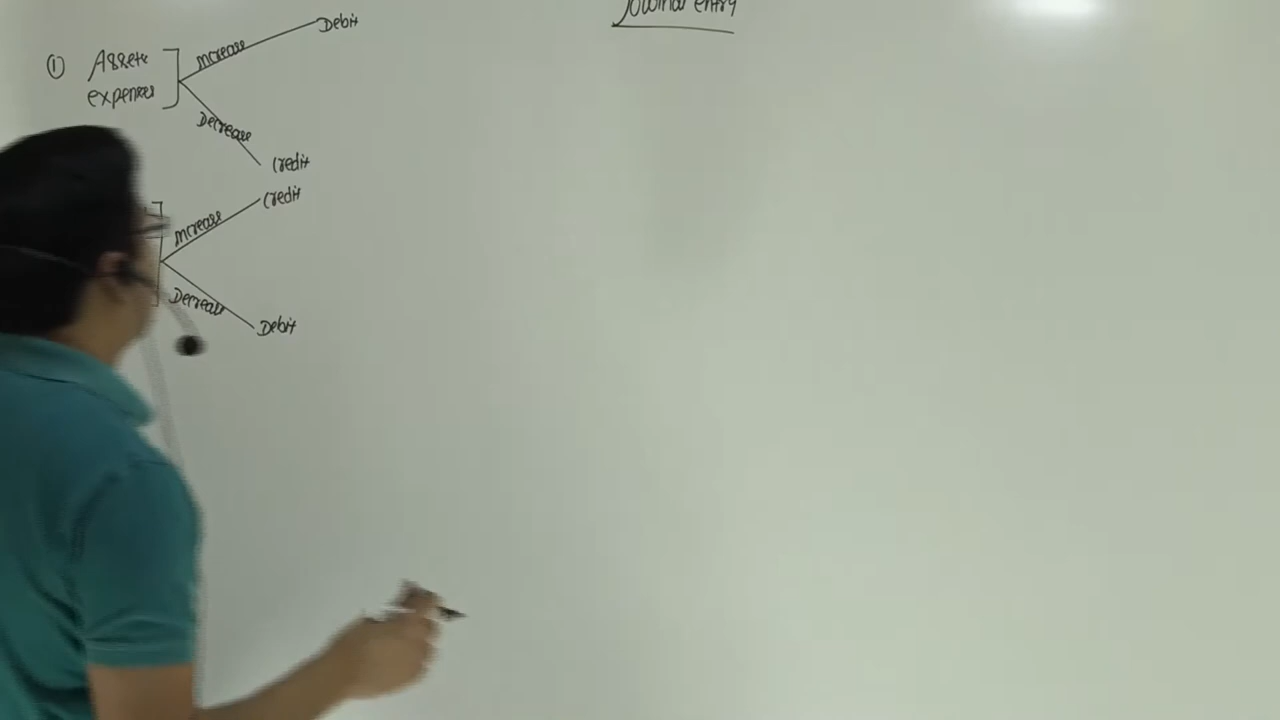 Journal entry
① Assets
expenses
Increase
Debit
Decrease
Credit
Increase
Credit
Decrease
Debit